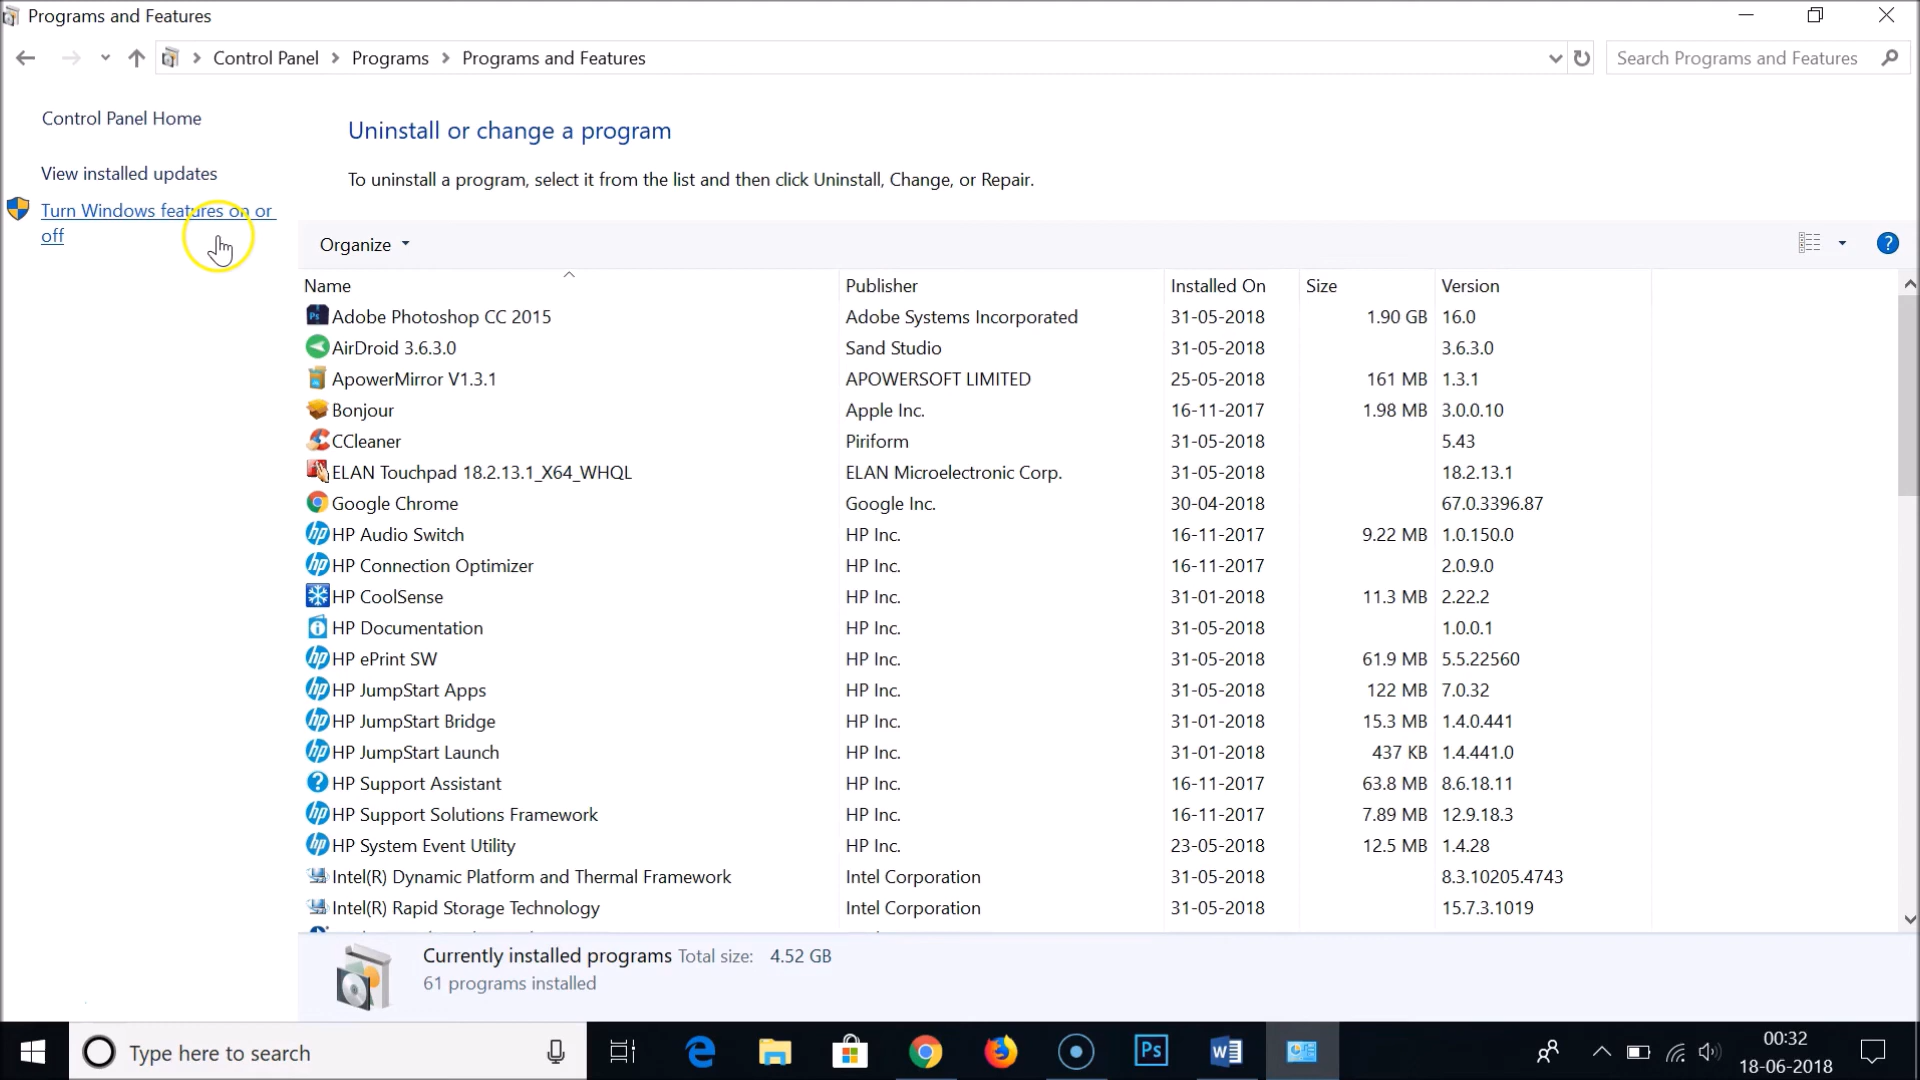 Programs and Features
Control Panel > Programs > Programs and Features
Search Programs and Features
Control Panel Home
View installed updates
Turn Windows features on or
off
Uninstall or change a program
To uninstall a program, select it from the list and then click Uninstall, Change, or Repair.
Organize
Name Publisher Installed On Size Version
Adobe Photoshop CC 2015 Adobe Systems Incorporated 31-05-2018 1.90 GB 16.0
AirDroid 3.6.3.0 Sand Studio 31-05-2018 3.6.3.0
ApowerMirror V1.3.1 APOWERSOFT LIMITED 25-05-2018 161 MB 1.3.1
Bonjour Apple Inc. 16-11-2017 1.98 MB 3.0.0.10
CCleaner Piriform 31-05-2018 5.43
ELAN Touchpad 18.2.13.1_X64_WHQL ELAN Microelectronic Corp. 31-05-2018 18.2.13.1
Google Chrome Google Inc. 30-04-2018 67.0.3396.87
HP Audio Switch HP Inc. 16-11-2017 9.22 MB 1.0.150.0
HP Connection Optimizer HP Inc. 16-11-2017 2.0.9.0
HP CoolSense HP Inc. 31-01-2018 11.3 MB 2.22.2
HP Documentation HP Inc. 31-05-2018 1.0.0.1
HP ePrint SW HP Inc. 31-05-2018 61.9 MB 5.5.22560
HP JumpStart Apps HP Inc. 31-05-2018 122 MB 7.0.32
HP JumpStart Bridge HP Inc. 31-01-2018 15.3 MB 1.4.0.441
HP JumpStart Launch HP Inc. 31-01-2018 437 KB 1.4.441.0
HP Support Assistant HP Inc. 16-11-2017 63.8 MB 8.6.18.11
HP Support Solutions Framework HP Inc. 16-11-2017 7.89 MB 12.9.18.3
HP System Event Utility HP Inc. 23-05-2018 12.5 MB 1.4.28
Intel(R) Dynamic Platform and Thermal Framework Intel Corporation 31-05-2018 8.3.10205.4743
Intel(R) Rapid Storage Technology Intel Corporation 31-05-2018 15.7.3.1019
Currently installed programs Total size: 4.52 GB
61 programs installed
Type here to search
Ps
00:32
18-06-2018